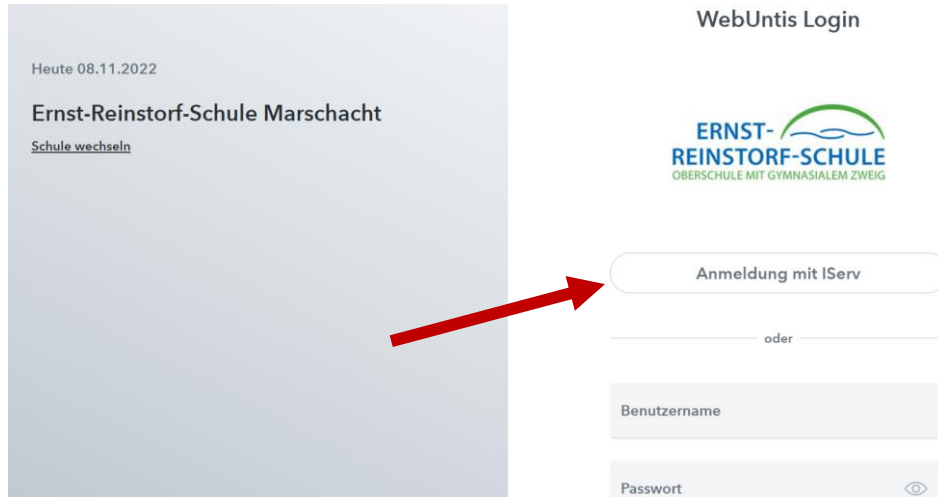 Heute 08.11.2022
Ernst-Reinstorf-Schule Marschacht
Schule wechseln
WebUntis Login
ERNST-
REINSTORF-SCHULE
OBERSCHULE MIT GYMNASIALEM ZWEIG
Anmeldung mit IServ
oder
Benutzername
Passwort